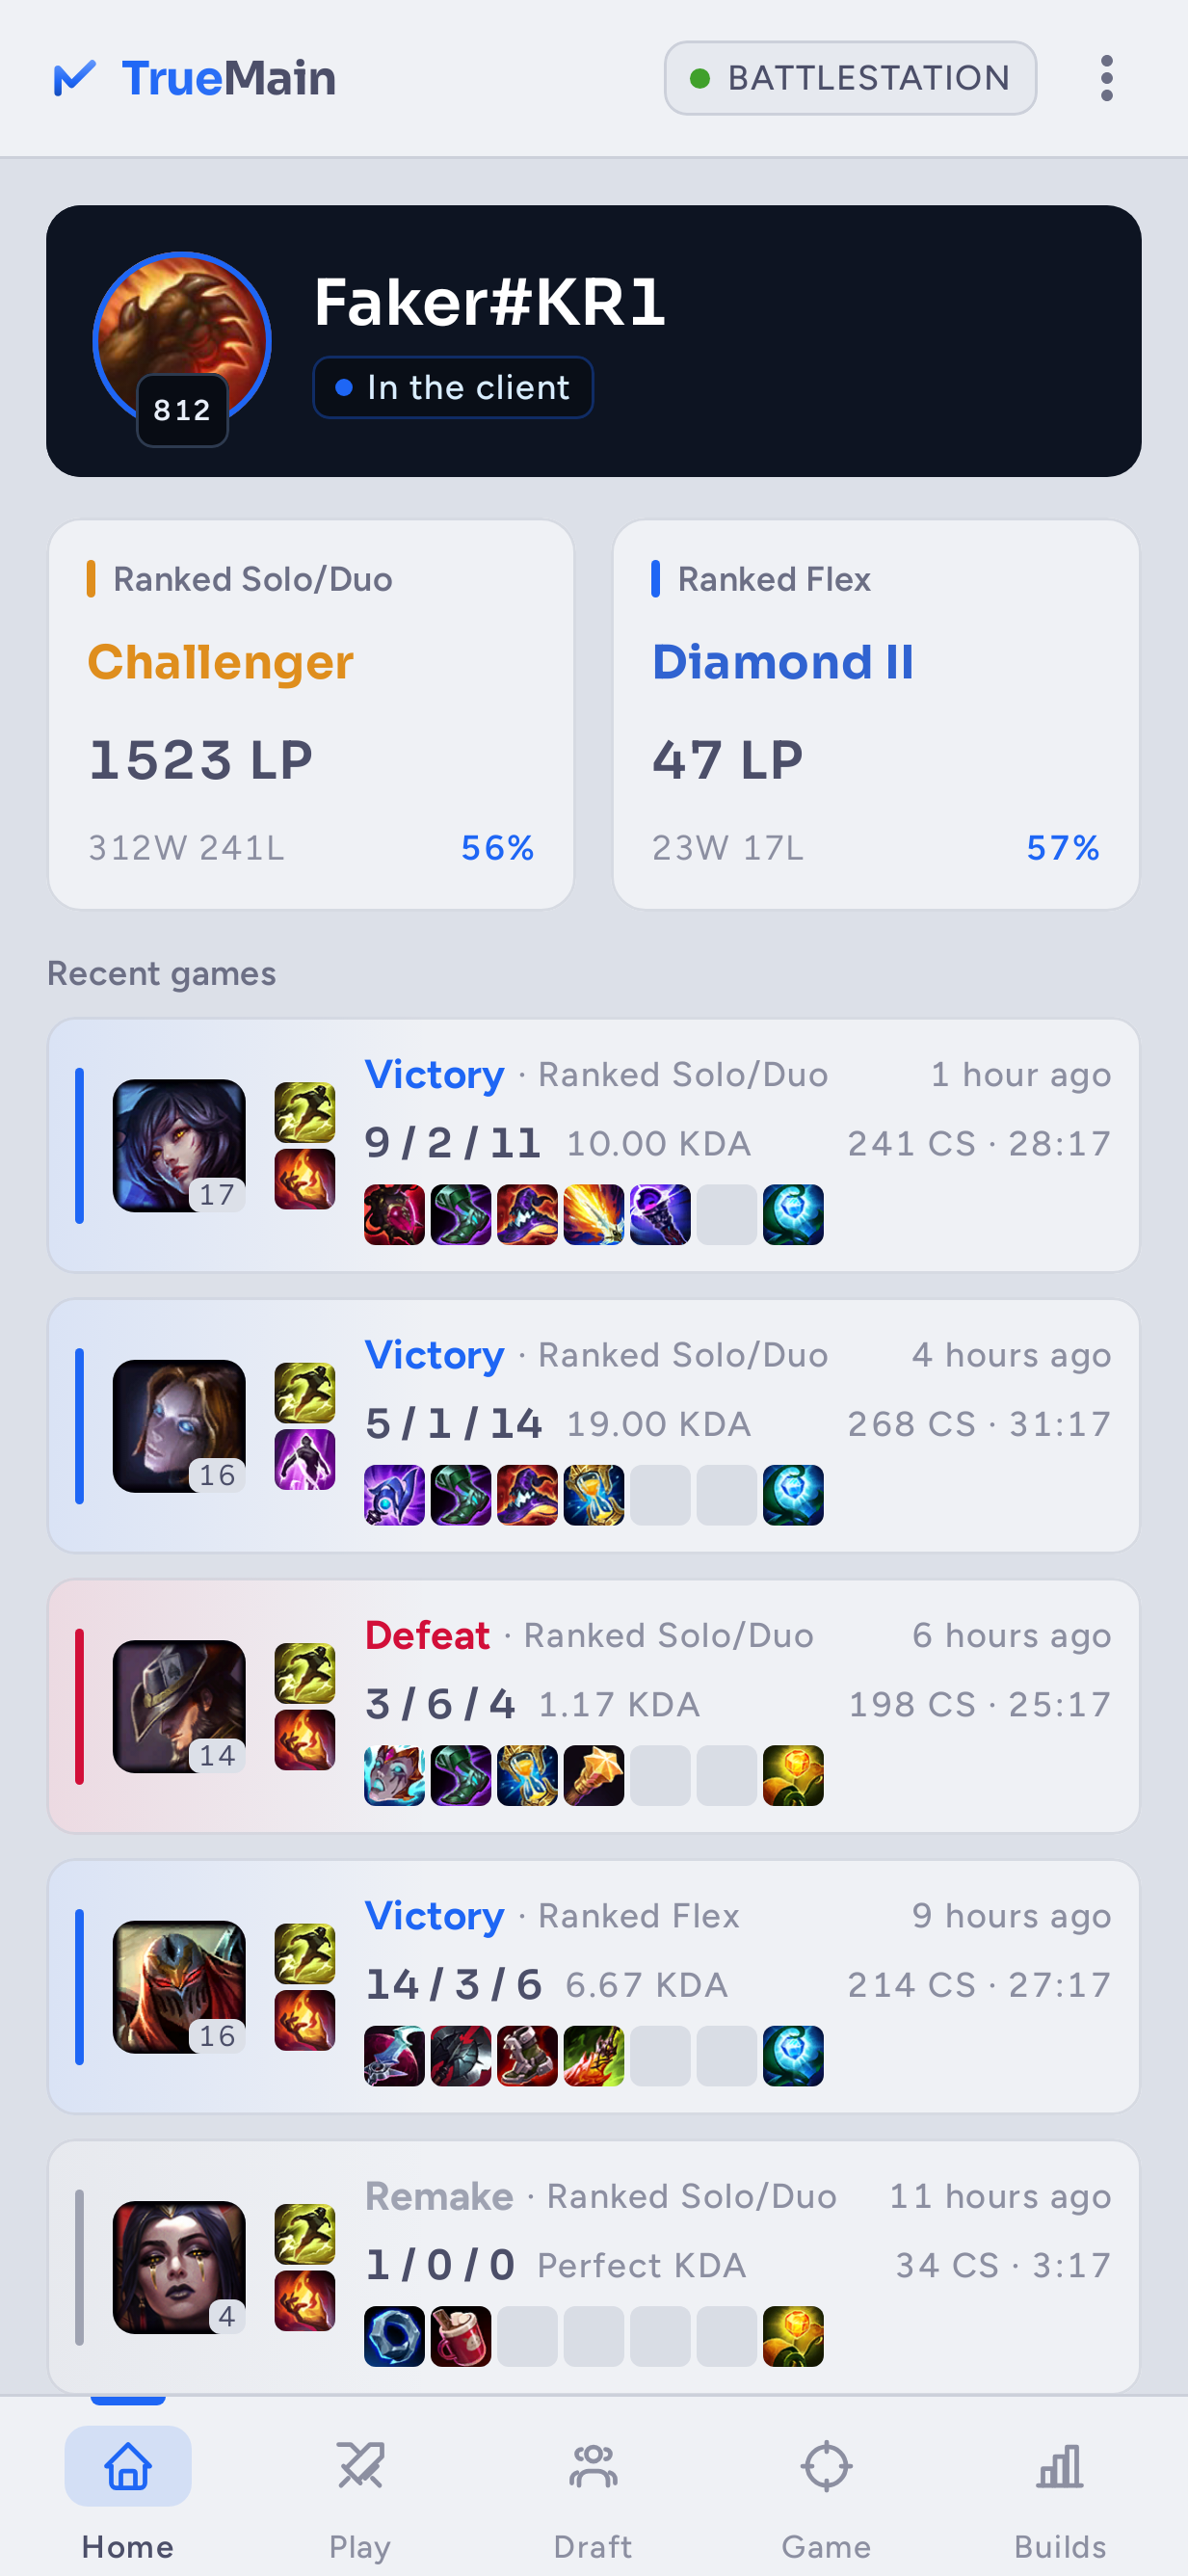 TrueMain
BATTLESTATION
Faker#KR1
In the client
812
Ranked Solo/Duo
Challenger
1523 LP
312W 241L 56%
Ranked Flex
Diamond II
47 LP
23W 17L 57%
Recent games
Victory · Ranked Solo/Duo 1 hour ago
9 / 2 / 11 10.00 KDA 241 CS · 28:17
17
Victory · Ranked Solo/Duo 4 hours ago
5 / 1 / 14 19.00 KDA 268 CS · 31:17
16
Defeat · Ranked Solo/Duo 6 hours ago
3 / 6 / 4 1.17 KDA 198 CS · 25:17
14
Victory · Ranked Flex 9 hours ago
14 / 3 / 6 6.67 KDA 214 CS · 27:17
16
Remake · Ranked Solo/Duo 11 hours ago
1 / 0 / 0 Perfect KDA 34 CS · 3:17
4
Home Play Draft Game Builds